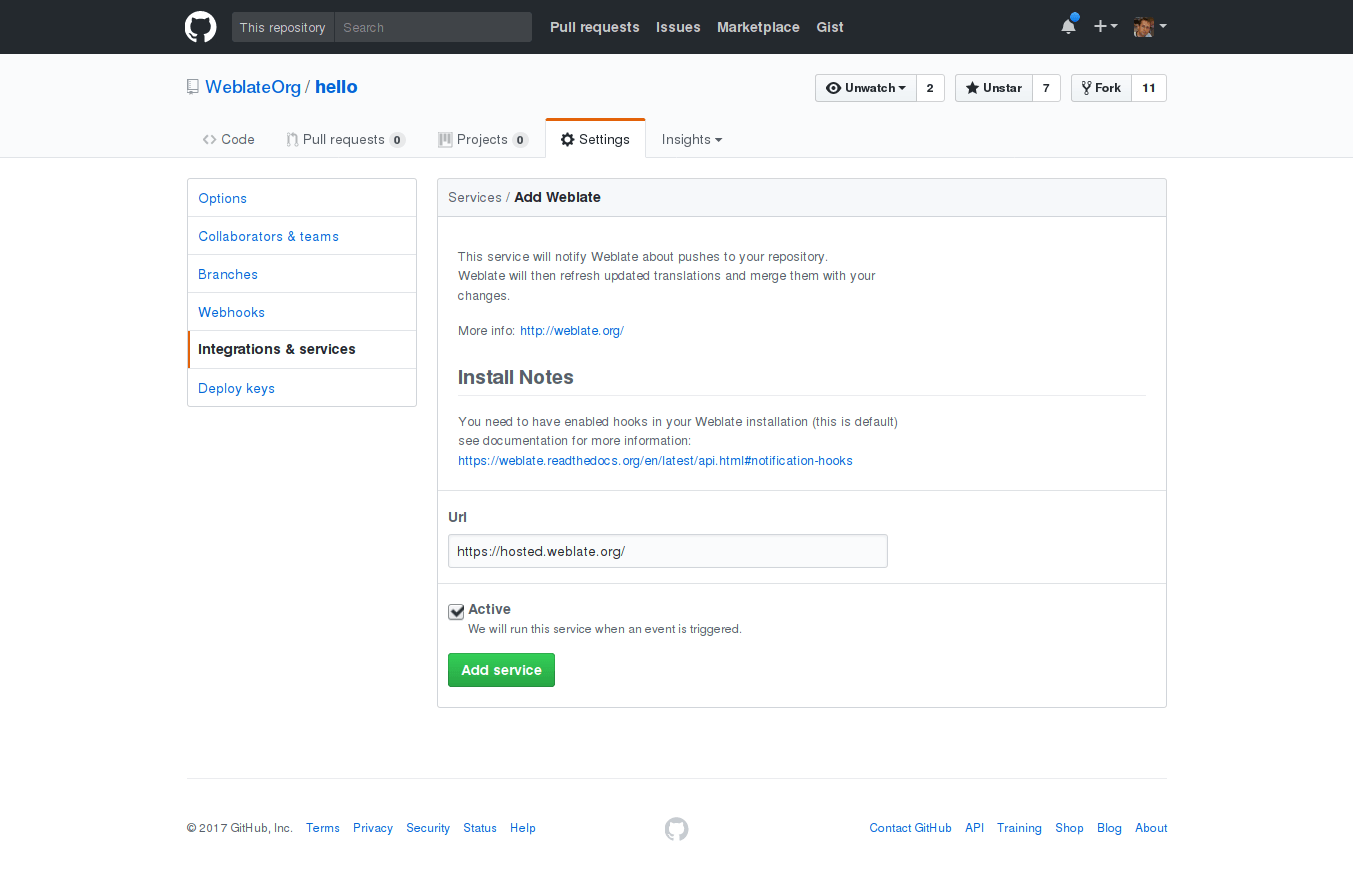 This repository Search Pull requests Issues Marketplace Gist
WeblateOrg / hello Unwatch 2 Unstar 7 Fork 11
Code Pull requests 0 Projects 0 Settings Insights
Options
Collaborators & teams
Branches
Webhooks
Integrations & services
Deploy keys
Services / Add Weblate
This service will notify Weblate about pushes to your repository.
Weblate will then refresh updated translations and merge them with your
changes.
More info: http://weblate.org/
Install Notes
You need to have enabled hooks in your Weblate installation (this is default)
see documentation for more information:
https://weblate.readthedocs.org/en/latest/api.html#notification-hooks
Url
https://hosted.weblate.org/
Active
We will run this service when an event is triggered.
Add service
© 2017 GitHub, Inc. Terms Privacy Security Status Help Contact GitHub API Training Shop Blog About